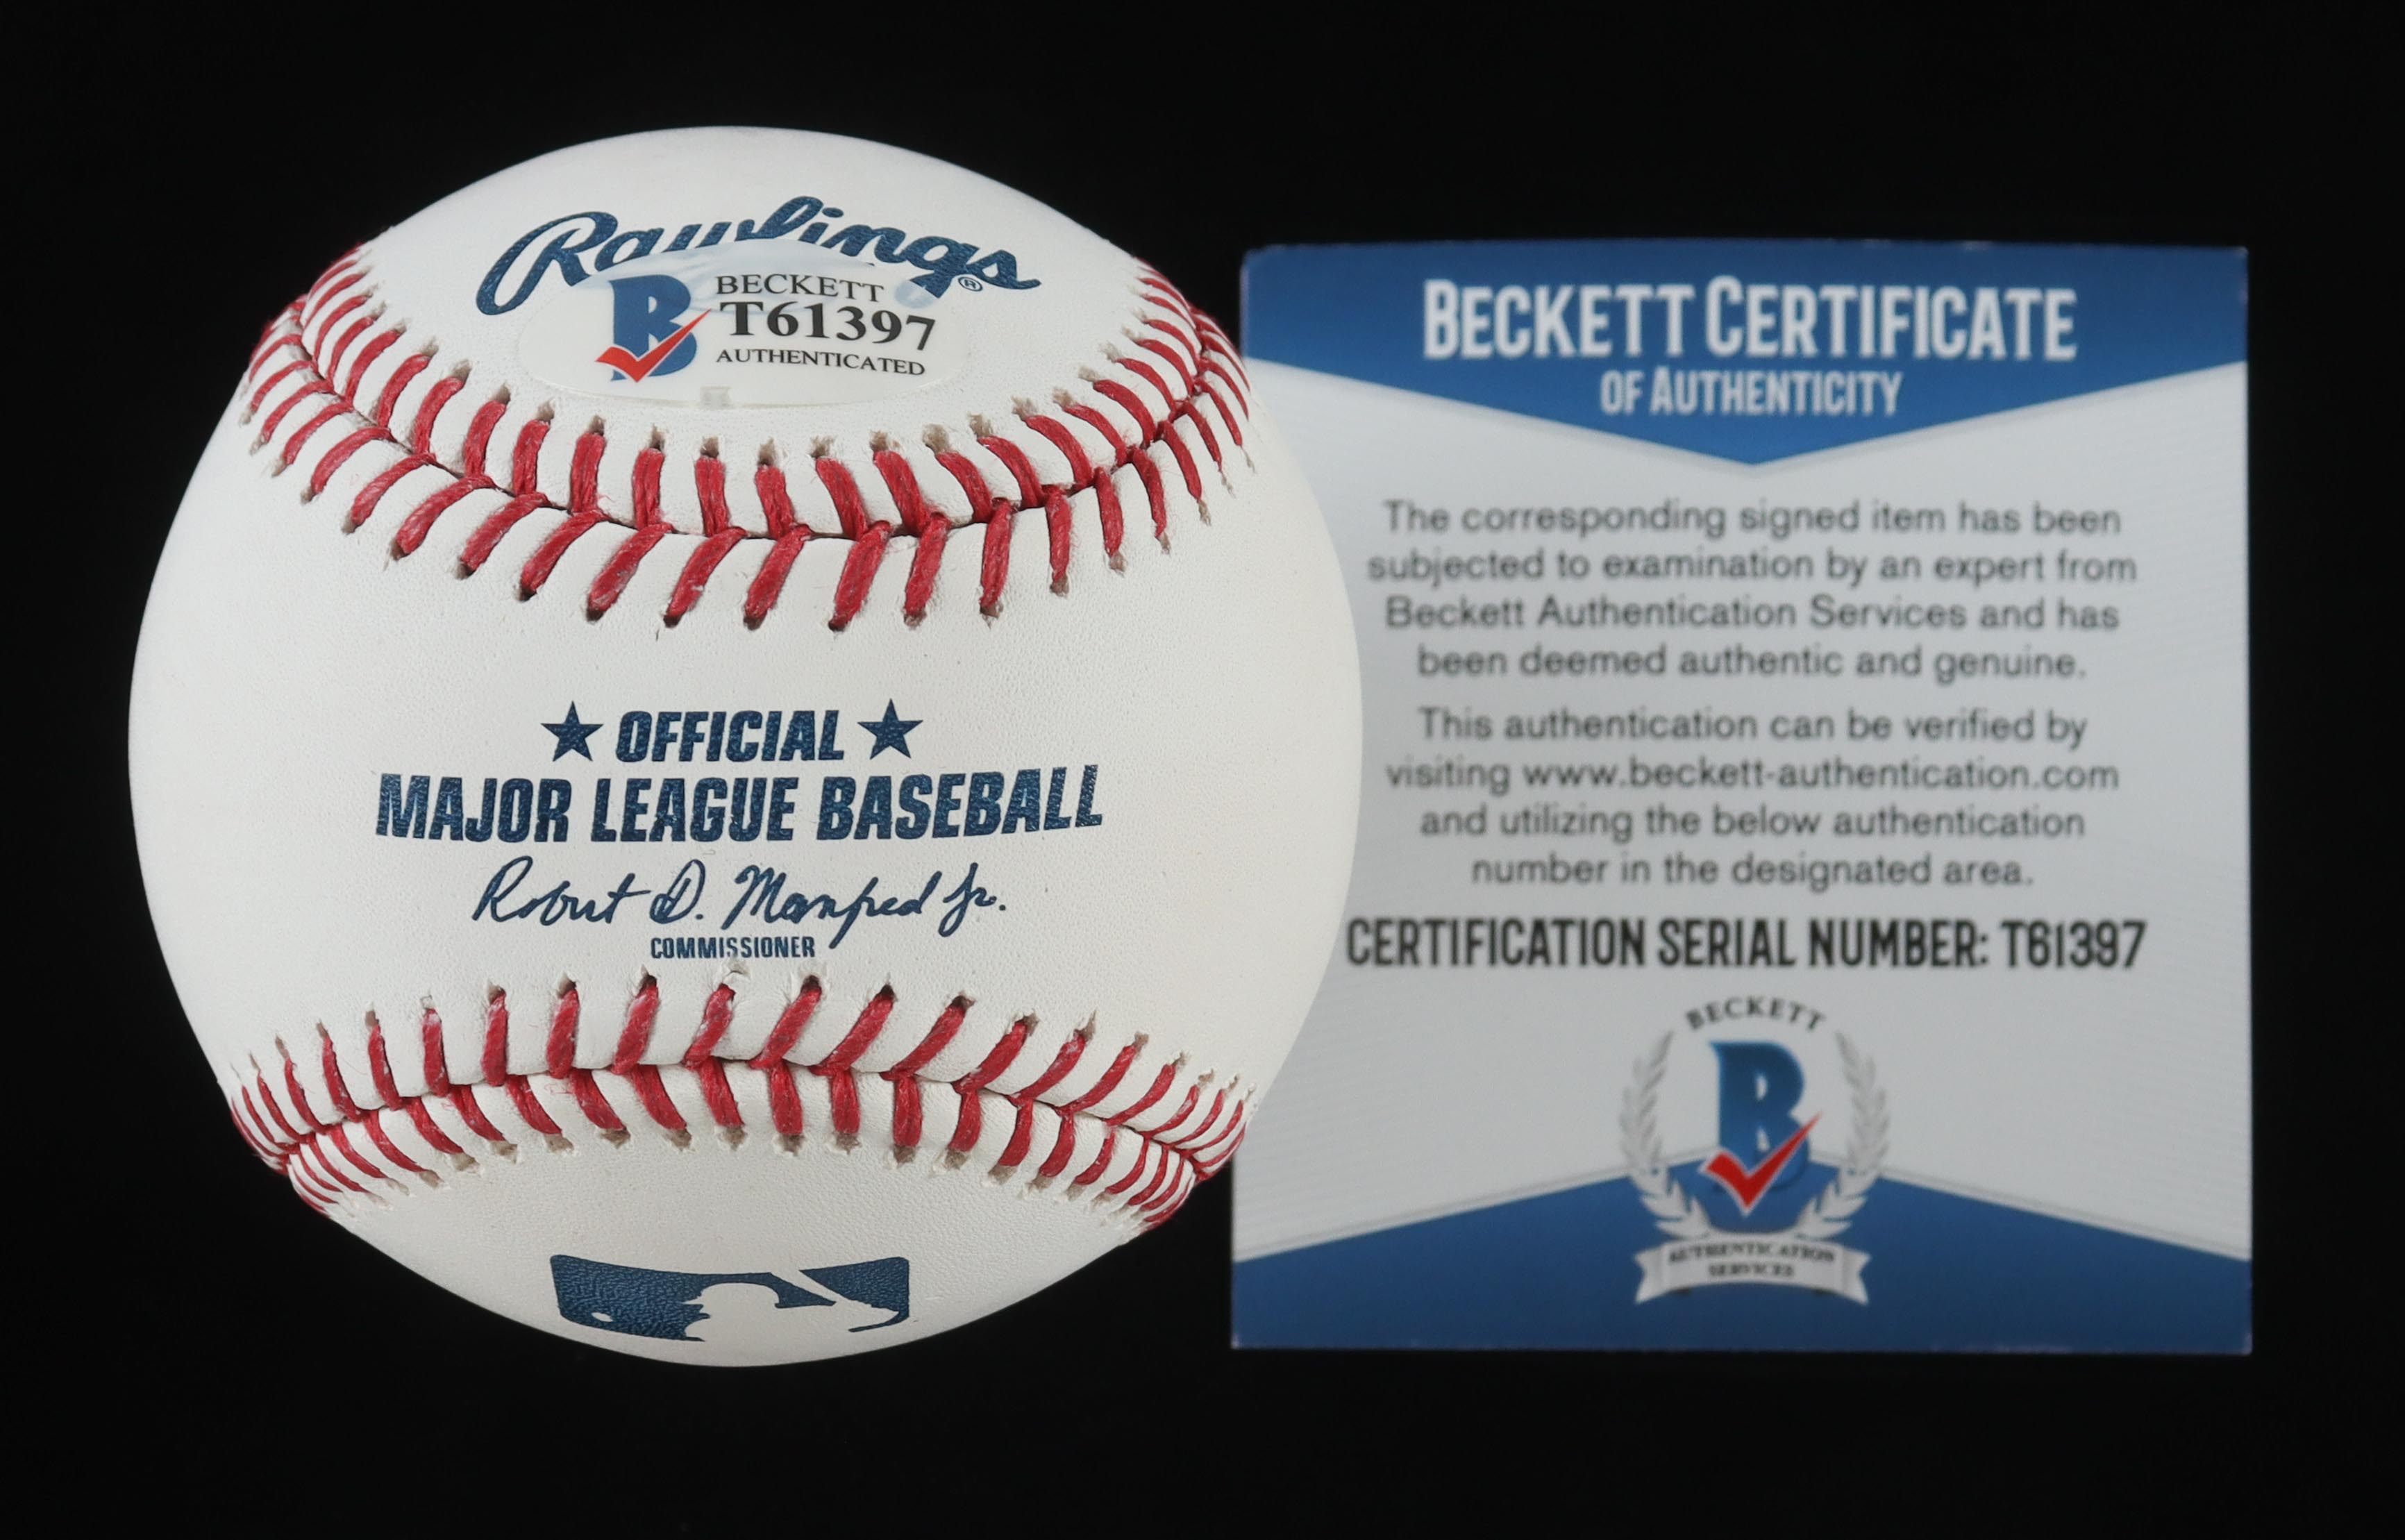 Rawlings®
BECKETT
T61397
AUTHENTICATED
★ OFFICIAL ★
MAJOR LEAGUE BASEBALL
Robert D. Manfred Jr.
COMMISSIONER
BECKETT CERTIFICATE
OF AUTHENTICITY
The corresponding signed item has been
subjected to examination by an expert from
Beckett Authentication Services and has
been deemed authentic and genuine.
This authentication can be verified by
visiting www.beckett-authentication.com
and utilizing the below authentication
number in the designated area.
CERTIFICATION SERIAL NUMBER: T61397
BECKETT
B
AUTHENTICATION
SERVICES